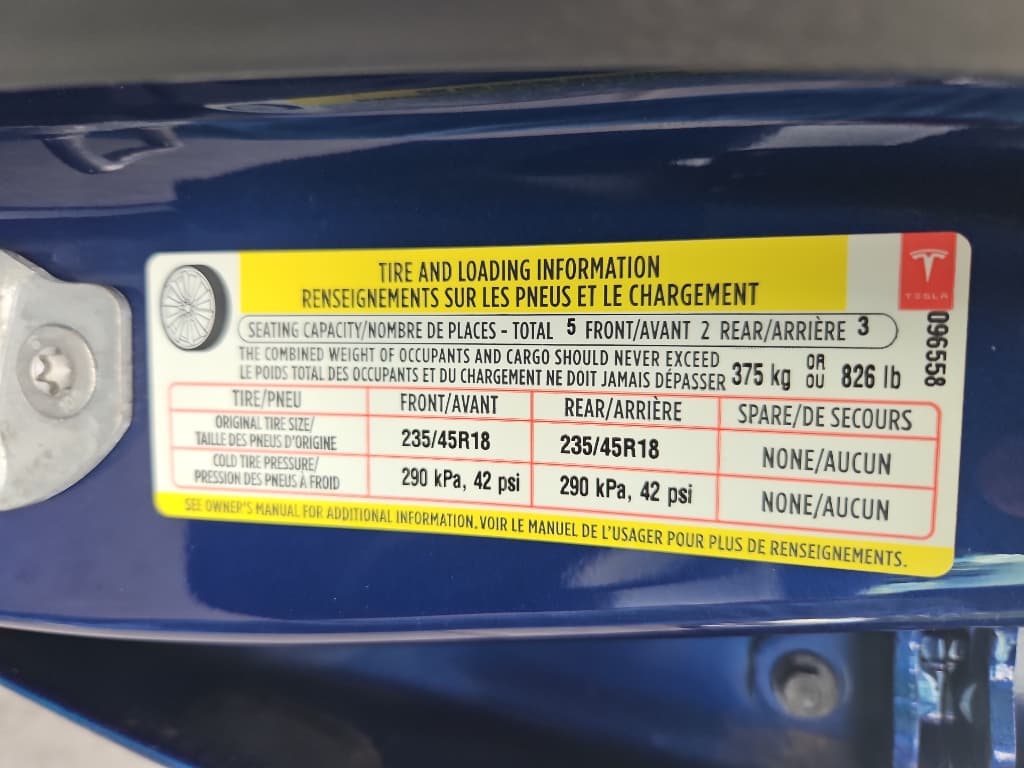 TIRE AND LOADING INFORMATION
RENSEIGNEMENTS SUR LES PNEUS ET LE CHARGEMENT
TESLA
SEATING CAPACITY/NOMBRE DE PLACES - TOTAL 5 FRONT/AVANT 2 REAR/ARRIÈRE 3
096558
THE COMBINED WEIGHT OF OCCUPANTS AND CARGO SHOULD NEVER EXCEED
LE POIDS TOTAL DES OCCUPANTS ET DU CHARGEMENT NE DOIT JAMAIS DÉPASSER
375 kg OR OU 826 lb
TIRE/PNEU FRONT/AVANT REAR/ARRIÈRE SPARE/DE SECOURS
ORIGINAL TIRE SIZE/
TAILLE DES PNEUS D'ORIGINE
235/45R18 235/45R18 NONE/AUCUN
COLD TIRE PRESSURE/
PRESSION DES PNEUS À FROID
290 kPa, 42 psi 290 kPa, 42 psi NONE/AUCUN
SEE OWNER'S MANUAL FOR ADDITIONAL INFORMATION. VOIR LE MANUEL DE L'USAGER POUR PLUS DE RENSEIGNEMENTS.